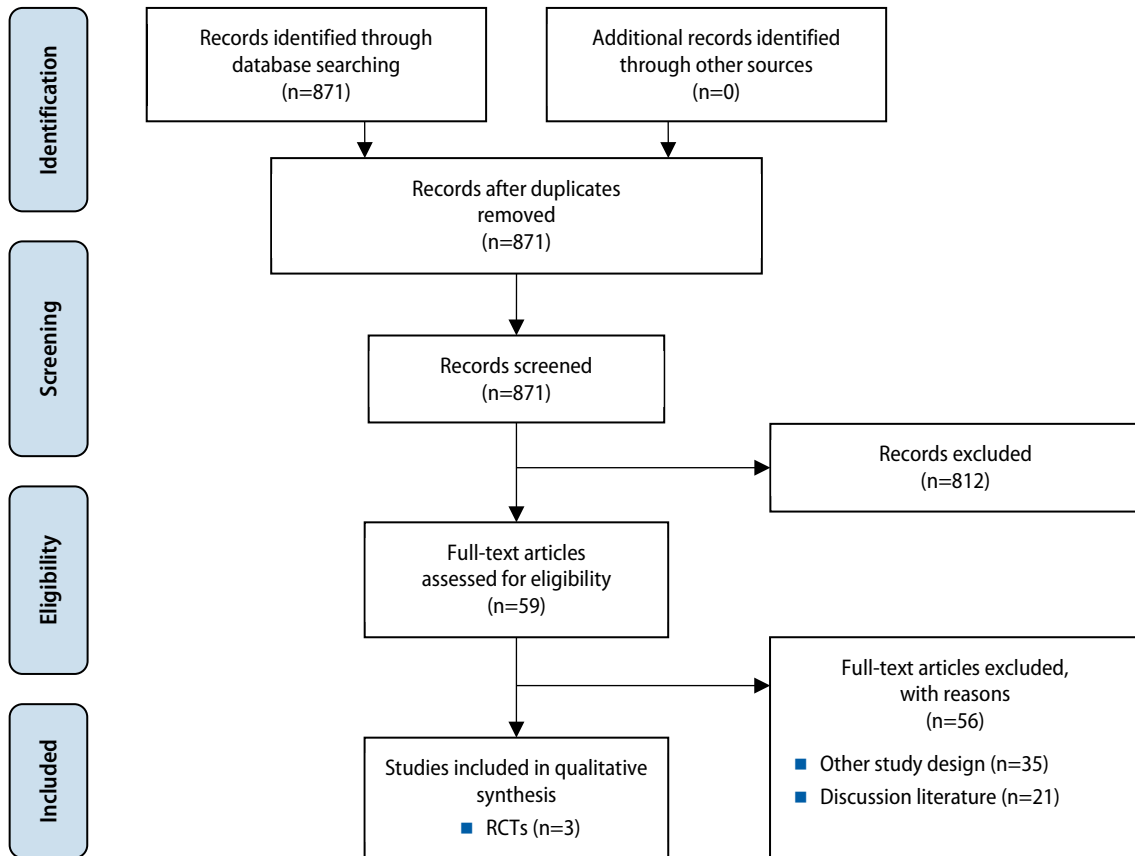 Identification
Records identified through
database searching
(n=871)
Additional records identified
through other sources
(n=0)
Records after duplicates
removed
(n=871)
Screening
Records screened
(n=871)
Records excluded
(n=812)
Eligibility
Full-text articles
assessed for eligibility
(n=59)
Full-text articles excluded,
with reasons
(n=56)
Other study design (n=35)
Discussion literature (n=21)
Included
Studies included in qualitative
synthesis
RCTs (n=3)